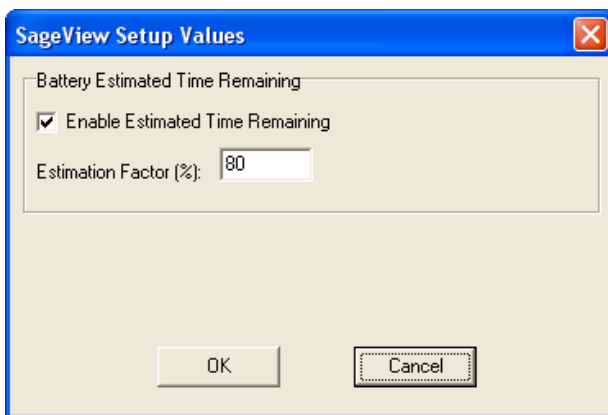 SageView Setup Values
Battery Estimated Time Remaining
Enable Estimated Time Remaining
Estimation Factor (%): 80
OK Cancel